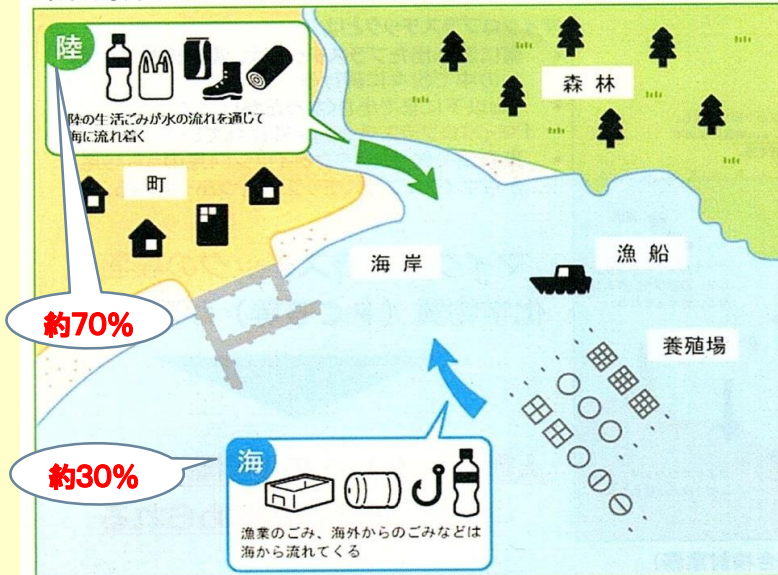 陸
陸の生活ごみが水の流れを通じて
海に流れ着く
森林
町
海岸
漁船
約70%
養殖場
約30%
海
漁業のごみ、海外からのごみなどは
海から流れてくる